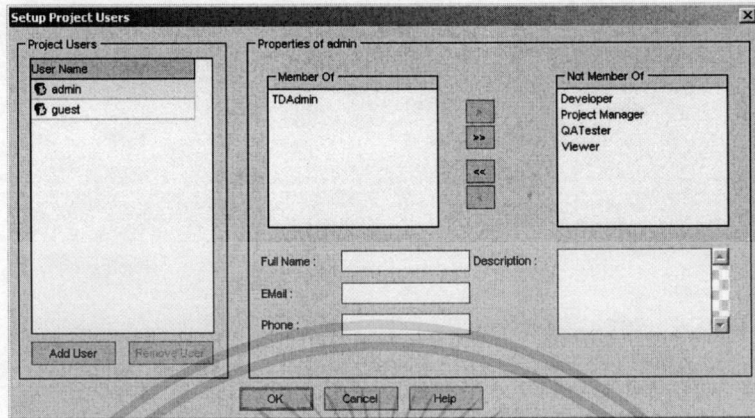 Setup Project Users
Project Users
User Name
admin
guest
Add User
Remove User
Properties of admin
Member Of
TDAdmin
>
>>
<<
<
Not Member Of
Developer
Project Manager
QATester
Viewer
Full Name :
EMail :
Phone :
Description :
OK
Cancel
Help